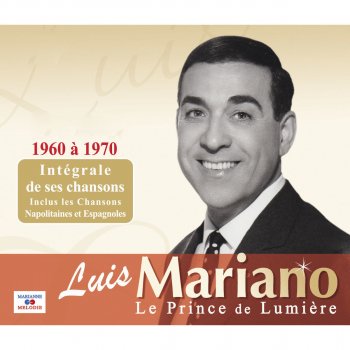 1960 à 1970
Intégrale
de ses chansons
Inclus les Chansons
Napolitaines et Espagnoles
Luis Mariano
Le Prince de Lumière
MARIANNE
MELODIE